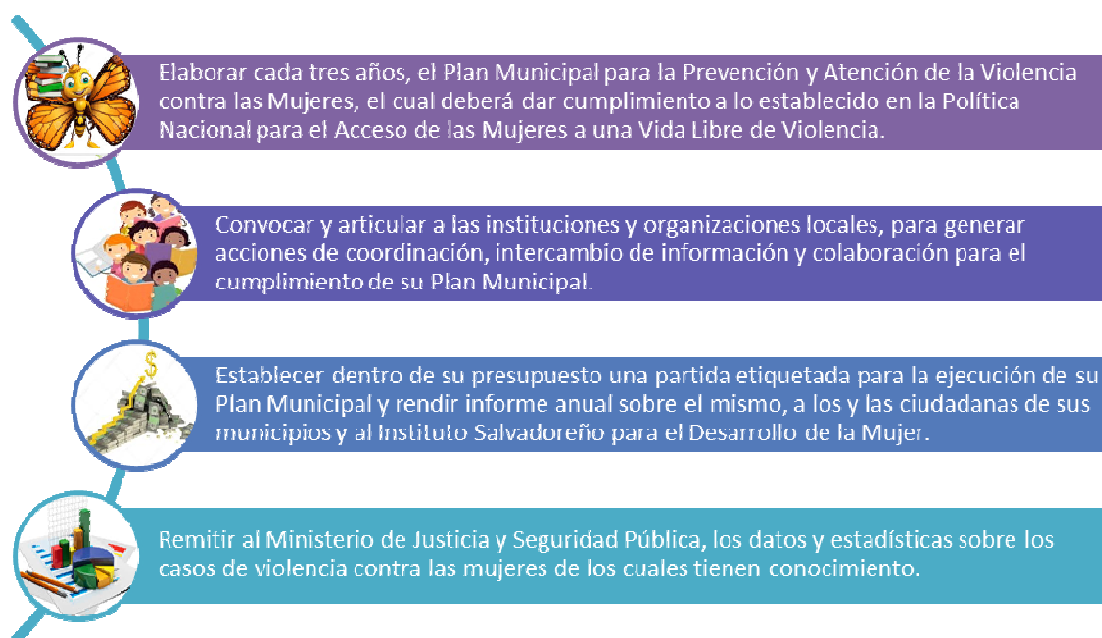 Elaborar cada tres años, el Plan Municipal para la Prevención y Atención de la Violencia
contra las Mujeres, el cual deberá dar cumplimiento a lo establecido en la Política
Nacional para el Acceso de las Mujeres a una Vida Libre de Violencia.
Convocar y articular a las instituciones y organizaciones locales, para generar
acciones de coordinación, intercambio de información y colaboración para el
cumplimiento de su Plan Municipal.
Establecer dentro de su presupuesto una partida etiquetada para la ejecución de su
Plan Municipal y rendir informe anual sobre el mismo, a los y las ciudadanas de sus
municipios y al Instituto Salvadoreño para el Desarrollo de la Mujer.
Remitir al Ministerio de Justicia y Seguridad Pública, los datos y estadísticas sobre los
casos de violencia contra las mujeres de los cuales tienen conocimiento.